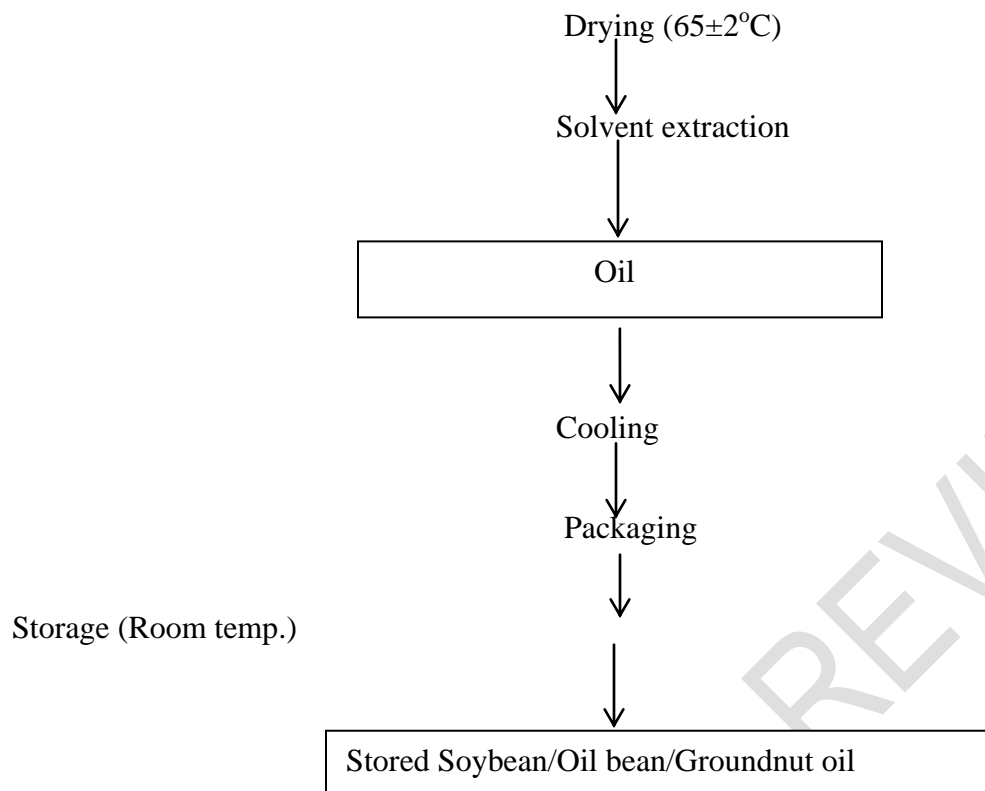 Drying (65±2°C)
Solvent extraction
Oil
Cooling
Packaging
Storage (Room temp.)
Stored Soybean/Oil bean/Groundnut oil